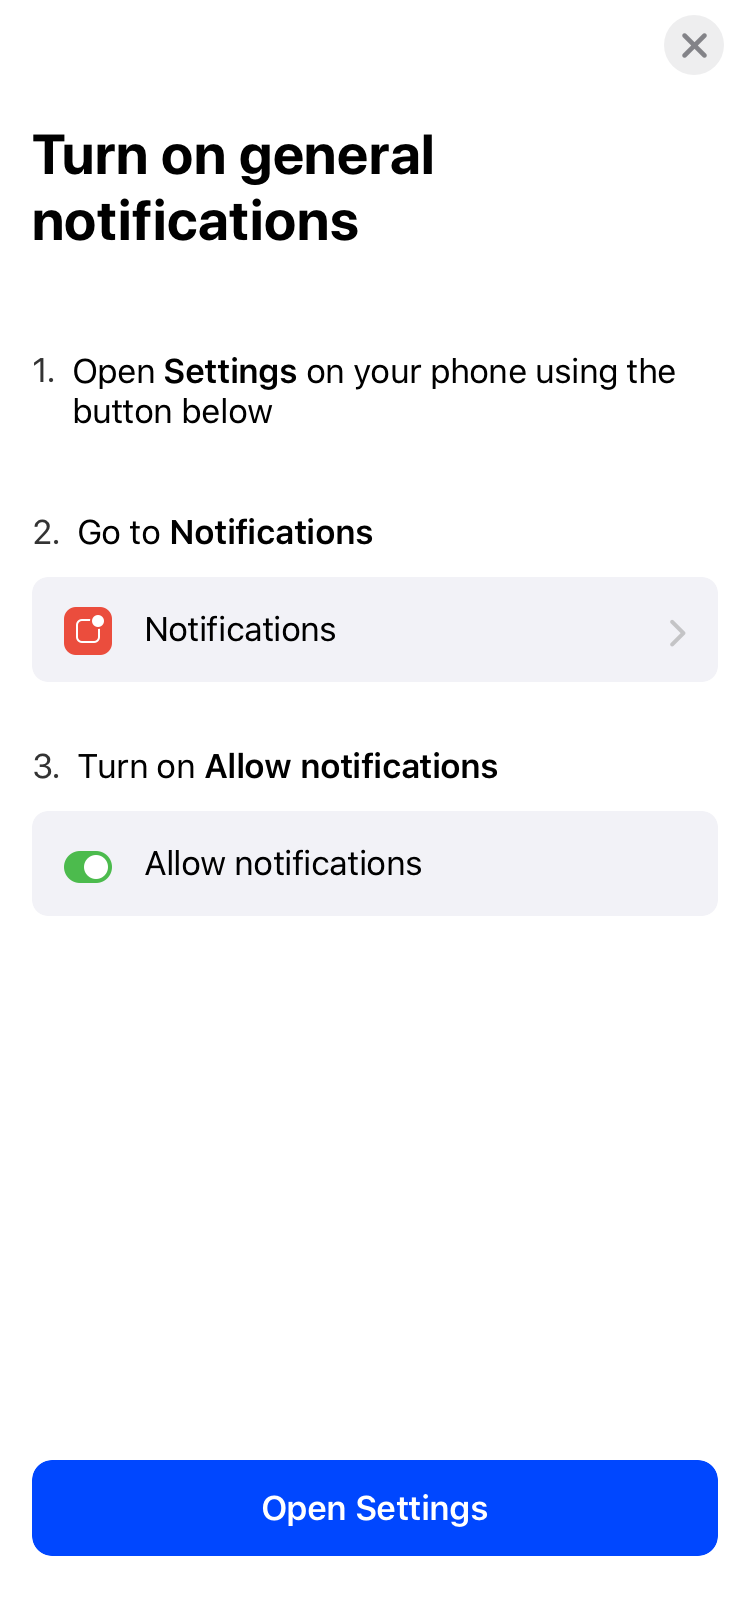 Turn on general
notifications
1. Open Settings on your phone using the
button below
2. Go to Notifications
Notifications
3. Turn on Allow notifications
Allow notifications
Open Settings